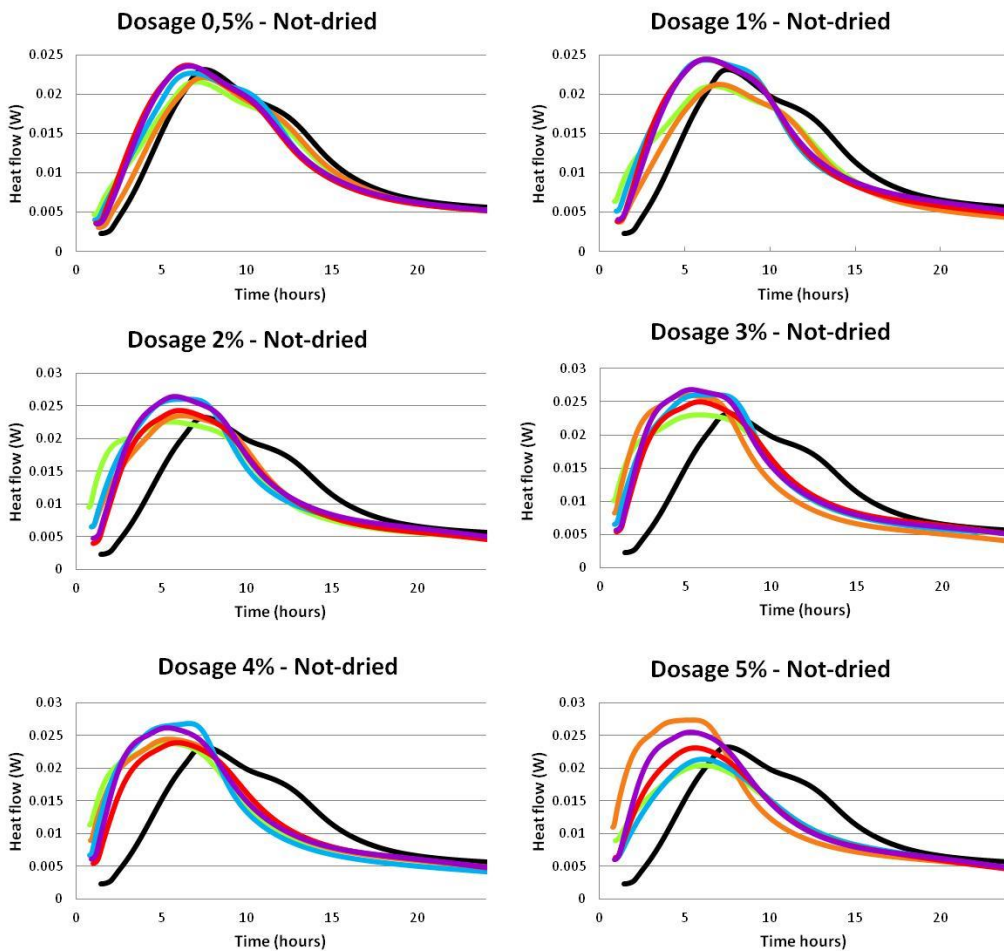 Dosage 0,5% - Not-dried
Heat flow (W)
0.025
0.02
0.015
0.01
0.005
0
0 5 10 15 20
Time (hours)
Dosage 1% - Not-dried
Heat flow (W)
0.025
0.02
0.015
0.01
0.005
0
0 5 10 15 20
Time (hours)
Dosage 2% - Not-dried
Heat flow (W)
0.03
0.025
0.02
0.015
0.01
0.005
0
0 5 10 15 20
Time (hours)
Dosage 3% - Not-dried
Heat flow (W)
0.03
0.025
0.02
0.015
0.01
0.005
0
0 5 10 15 20
Time (hours)
Dosage 4% - Not-dried
Heat flow (W)
0.03
0.025
0.02
0.015
0.01
0.005
0
0 5 10 15 20
Time (hours)
Dosage 5% - Not-dried
Heat flow (W)
0.03
0.025
0.02
0.015
0.01
0.005
0
0 5 10 15 20
Time hours)